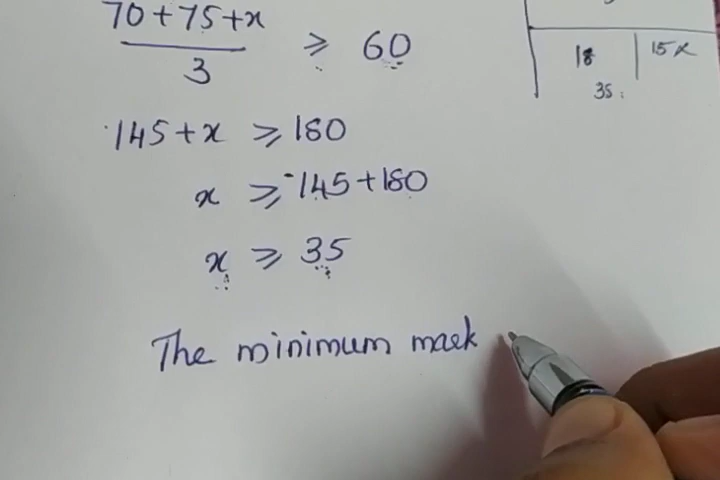 70+75+x
3
⩾ 60
145+x ⩾ 180
x ⩾ -145+180
x ⩾ 35
The minimum mark
18
15x
35